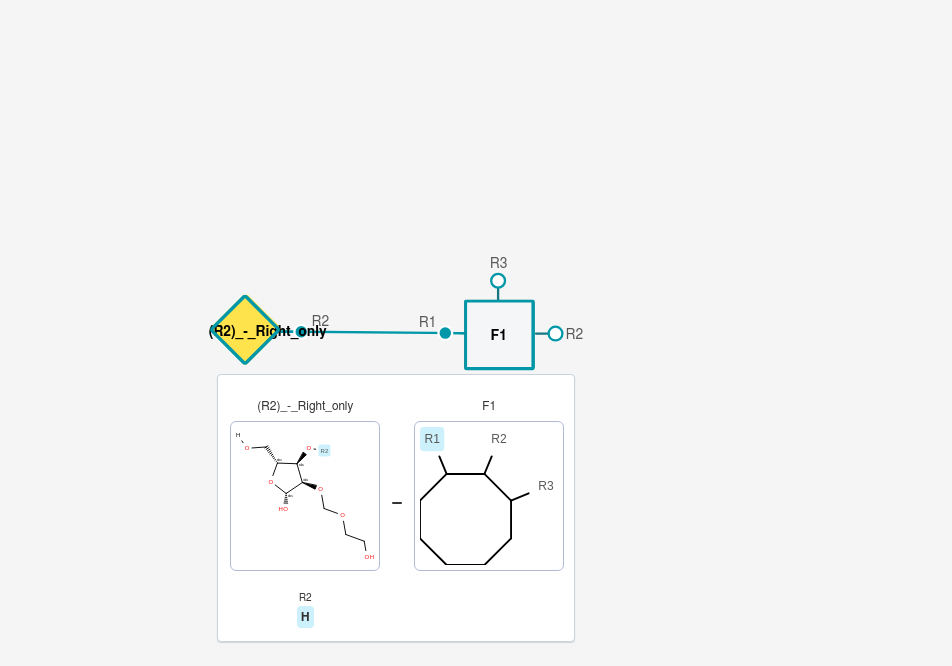 R3
(R2)_-_Right_only
R2
R1
F1
R2
(R2)_-_Right_only
F1
H
O
O
R2
O
O
HO
O
OH
–
R1
R2
R3
R2
H